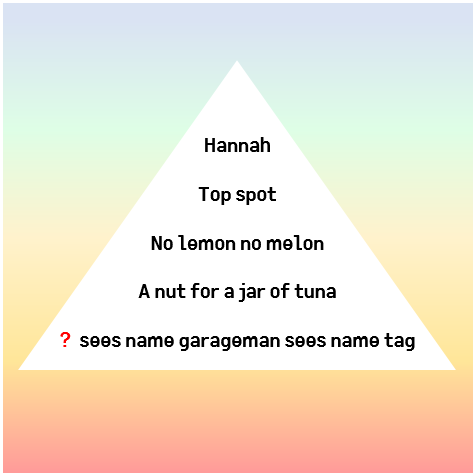 Hannah
Top spot
No lemon no melon
A nut for a jar of tuna
? sees name garageman sees name tag